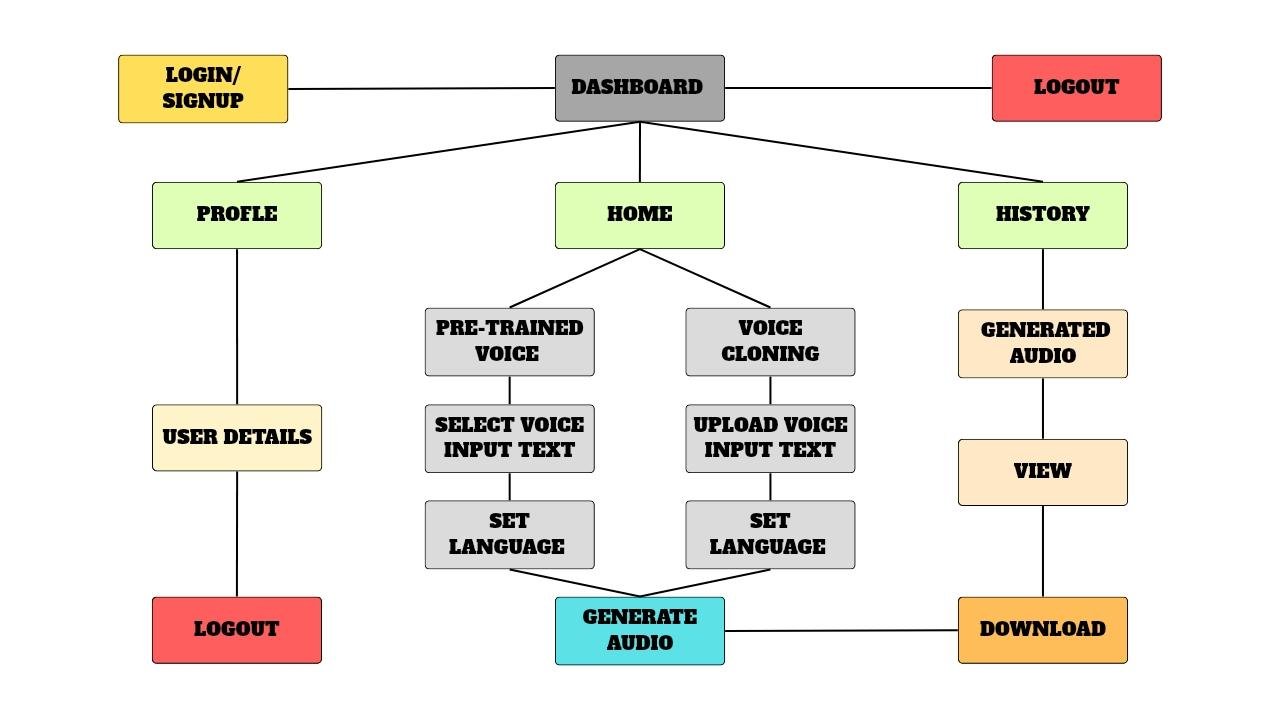 LOGIN/
SIGNUP
DASHBOARD
LOGOUT
PROFLE
HOME
HISTORY
PRE-TRAINED
VOICE
VOICE
CLONING
GENERATED
AUDIO
SELECT VOICE
INPUT TEXT
UPLOAD VOICE
INPUT TEXT
USER DETAILS
VIEW
SET
LANGUAGE
SET
LANGUAGE
LOGOUT
GENERATE
AUDIO
DOWNLOAD